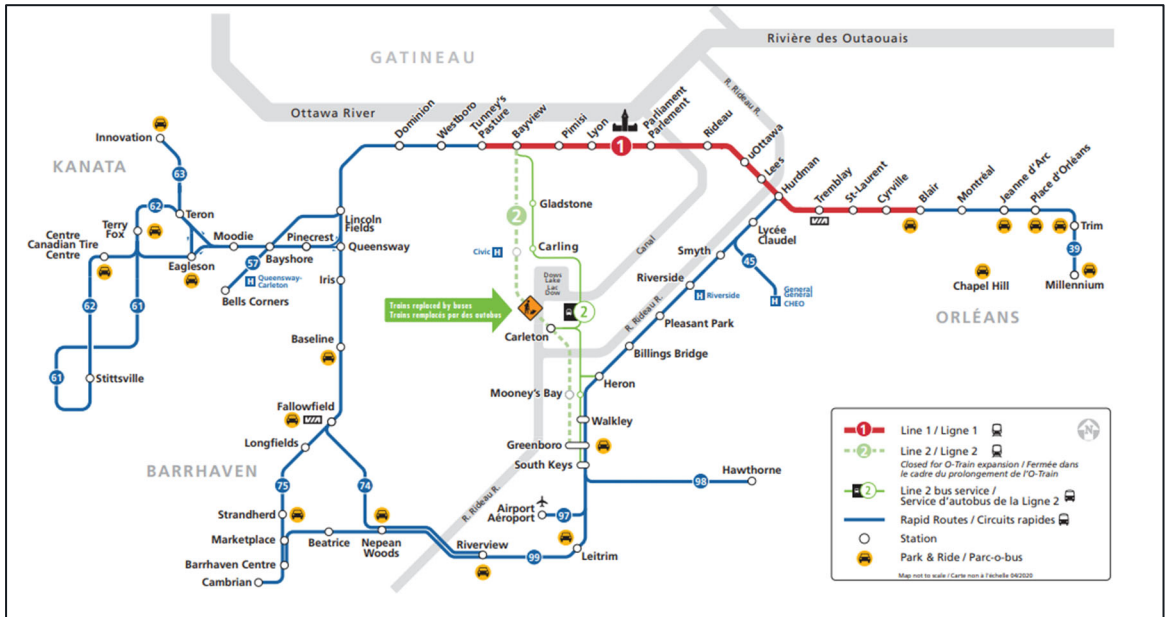 GATINEAU
Rivière des Outaouais
Ottawa River
R. Rideau R.
Innovation
KANATA
63
62
Terry
Fox
Teron
Centre
Canadian Tire
Centre
Eagleson
Moodie
Bayshore
Pinecrest
Lincoln
Fields
Queensway
57
H Queensway-
Carleton
Bells Corners
62
61
61
Stittsville
Iris
Baseline
Dominion
Westboro
Tunney's
Pasture
Bayview
Pimisi
Lyon
1
Parliament
Parlement
Rideau
uOttawa
Lees
Hurdman
Tremblay
VIA
St-Laurent
Cyrville
Blair
Montréal
Jeanne d'Arc
Place d'Orléans
Trim
39
Millennium
Chapel Hill
ORLÉANS
2
Gladstone
Carling
Civic H
Dows
Lake
Lac
Dow
Canal
Trains replaced by buses
Trains remplacés par des autobus
2
Carleton
R. Rideau R.
Lycée
Claudel
45
General
Général
CHEO
H
Smyth
Riverside
H Riverside
Pleasant Park
Billings Bridge
Heron
Mooney's Bay
Walkley
Greenboro
South Keys
98
Hawthorne
Airport
Aéroport
97
Leitrim
99
Riverview
R. Rideau R.
Fallowfield
VIA
Longfields
BARRHAVEN
75
74
Strandherd
Marketplace
Beatrice
Nepean
Woods
Barrhaven Centre
Cambrian
1 Line 1 / Ligne 1
N
2 Line 2 / Ligne 2
Closed for O-Train expansion / Fermée dans
le cadre du prolongement de l'O-Train
2 Line 2 bus service /
Service d'autobus de la Ligne 2
Rapid Routes / Circuits rapides
Station
Park & Ride / Parc-o-bus
Map not to scale / Carte non à l'échelle 04/2020